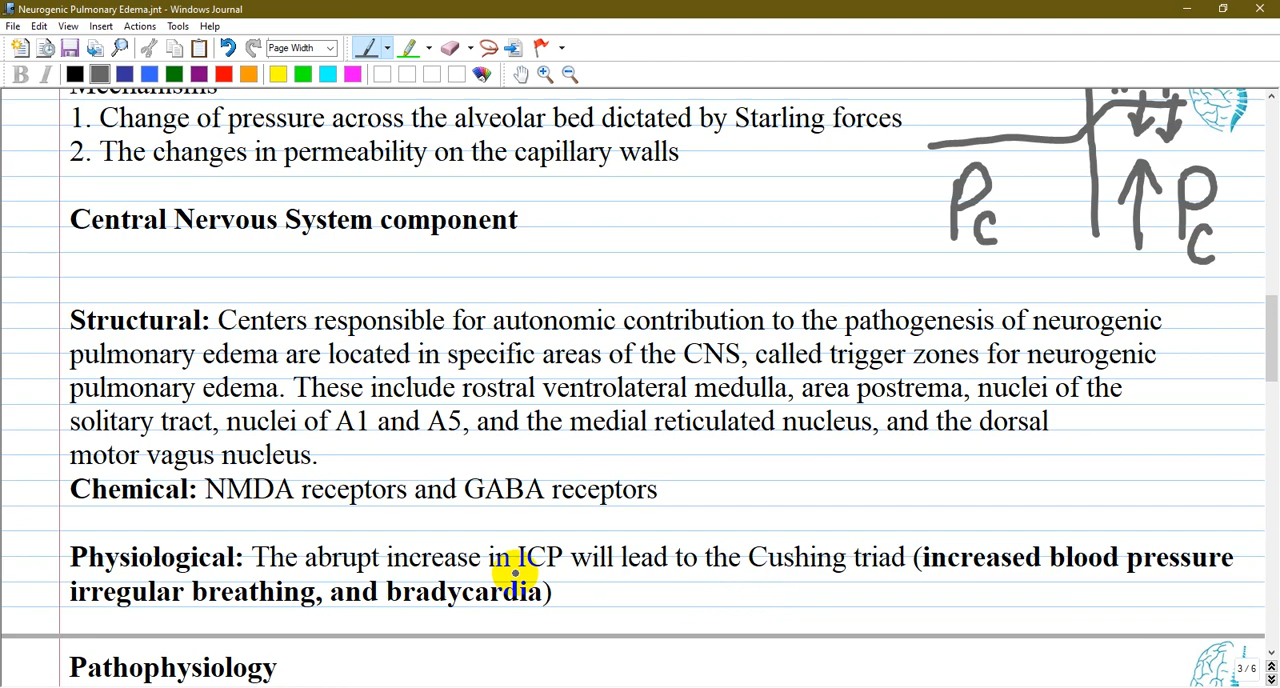 Neurogenic Pulmonary Edema.jnt - Windows Journal
File Edit View Insert Actions Tools Help
Page Width
B I
Mechanisms
1. Change of pressure across the alveolar bed dictated by Starling forces
2. The changes in permeability on the capillary walls
Pc Pc
Central Nervous System component
Structural: Centers responsible for autonomic contribution to the pathogenesis of neurogenic
pulmonary edema are located in specific areas of the CNS, called trigger zones for neurogenic
pulmonary edema. These include rostral ventrolateral medulla, area postrema, nuclei of the
solitary tract, nuclei of A1 and A5, and the medial reticulated nucleus, and the dorsal
motor vagus nucleus.
Chemical: NMDA receptors and GABA receptors
Physiological: The abrupt increase in ICP will lead to the Cushing triad (increased blood pressure
irregular breathing, and bradycardia)
Pathophysiology
3 / 6